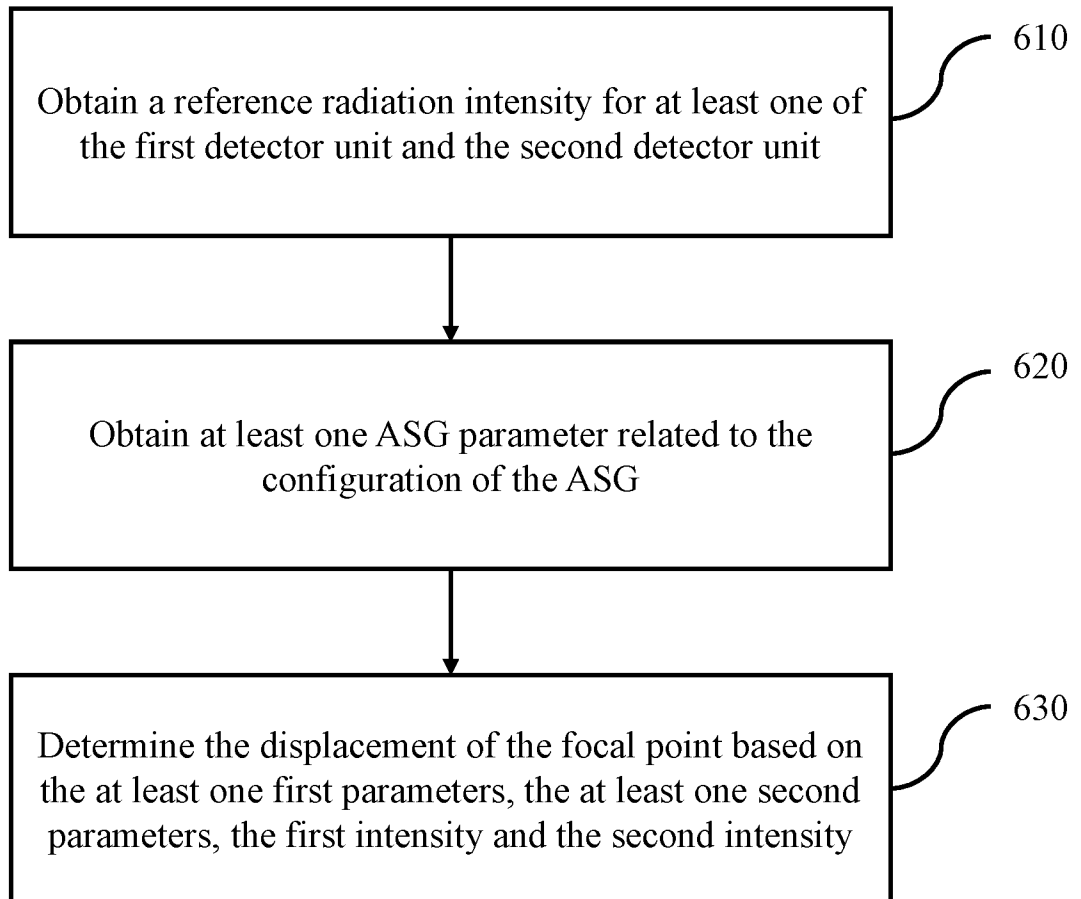 Obtain a reference radiation intensity for at least one of
the first detector unit and the second detector unit
610
Obtain at least one ASG parameter related to the
configuration of the ASG
620
Determine the displacement of the focal point based on
the at least one first parameters, the at least one second
parameters, the first intensity and the second intensity
630